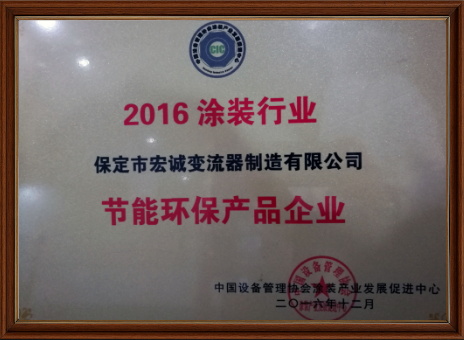 CIC
2016 涂装行业
保定市宏诚变流器制造有限公司
节能环保产品企业
中国设备管理协会涂装产业发展促进中心
二〇一六年十二月